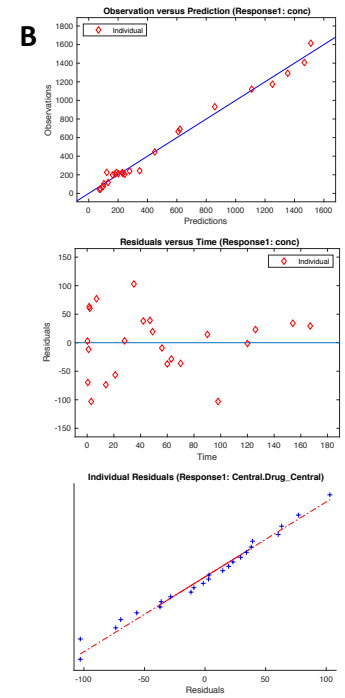 B
Observation versus Prediction (Response1: conc)
Individual
1800
1600
1400
1200
1000
800
600
400
200
0
Observations
0 200 400 600 800 1000 1200 1400 1600
Predictions
Residuals versus Time (Response1: conc)
Individual
150
100
50
0
-50
-100
-150
Residuals
0 20 40 60 80 100 120 140 160 180
Time
Individual Residuals (Response1: Central.Drug_Central)
-100 -50 0 50 100
Residuals